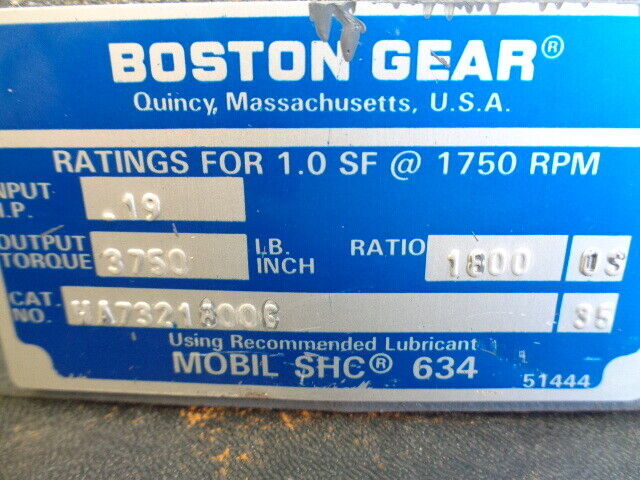 BOSTON GEAR®
Quincy, Massachusetts, U.S.A.
RATINGS FOR 1.0 SF @ 1750 RPM
NPUT
.P. .19
OUTPUT
TORQUE 3750 LB.
INCH RATIO 1800
CAT.
NO. 35
Using Recommended Lubricant
MOBIL SHC® 634
51444